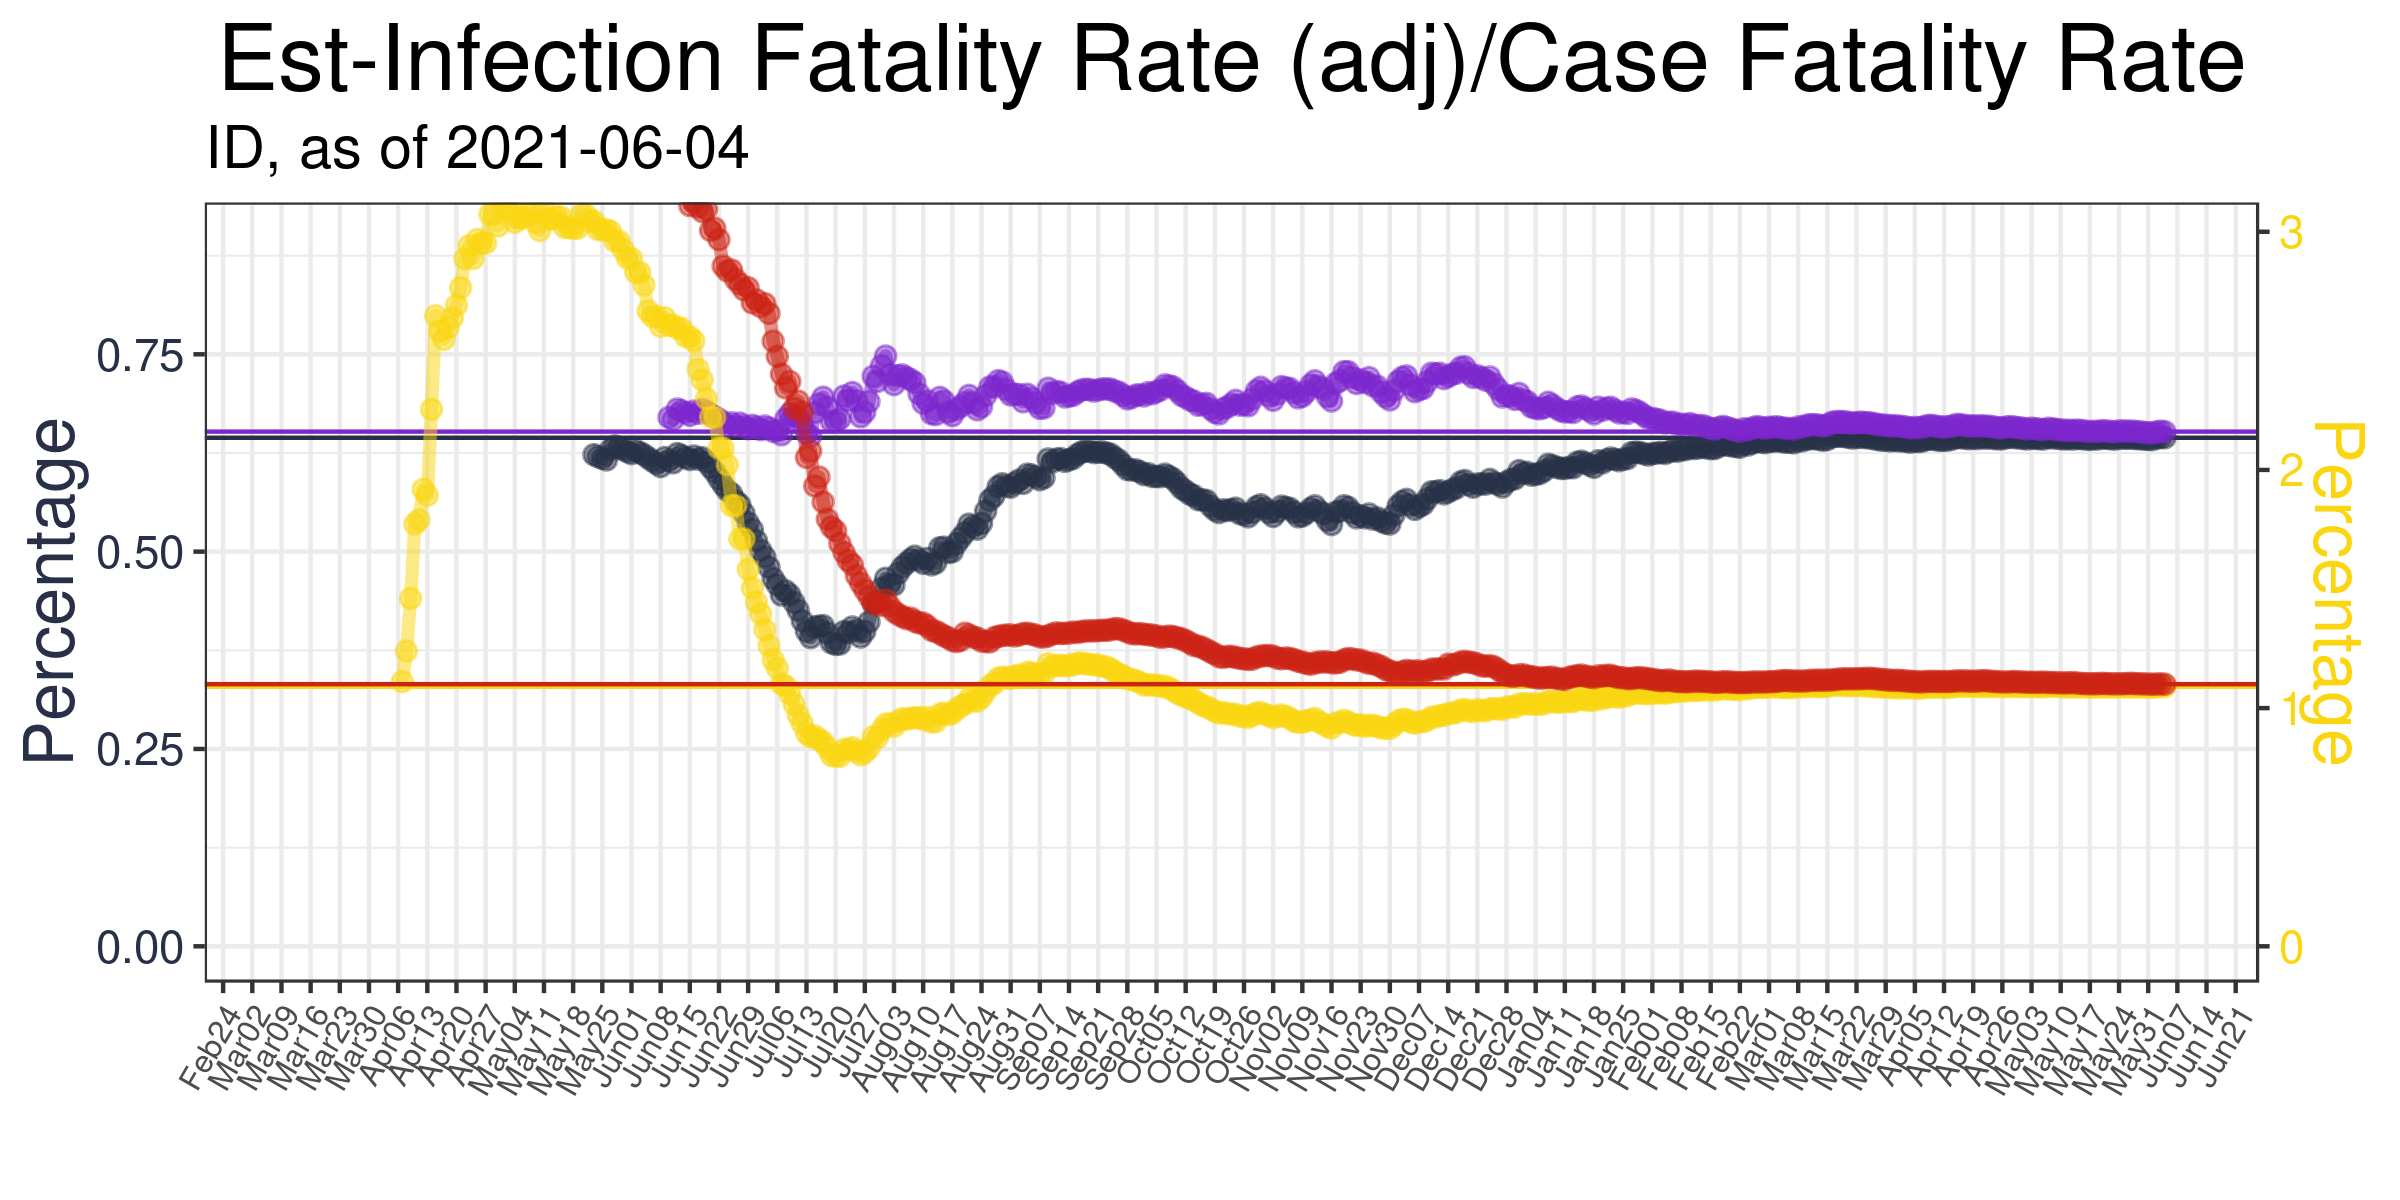 Est-Infection Fatality Rate (adj)/Case Fatality Rate
ID, as of 2021-06-04
Percentage
0.75
0.50
0.25
0.00
3
2
1
0
Percentage
Feb24
Mar02
Mar09
Mar16
Mar23
Mar30
Apr06
Apr13
Apr20
Apr27
May04
May11
May18
May25
Jun01
Jun08
Jun15
Jun22
Jun29
Jul06
Jul13
Jul20
Jul27
Aug03
Aug10
Aug17
Aug24
Aug31
Sep07
Sep14
Sep21
Sep28
Oct05
Oct12
Oct19
Oct26
Nov02
Nov09
Nov16
Nov23
Nov30
Dec07
Dec14
Dec21
Dec28
Jan04
Jan11
Jan18
Jan25
Feb01
Feb08
Feb15
Feb22
Mar01
Mar08
Mar15
Mar22
Mar29
Apr05
Apr12
Apr19
Apr26
May03
May10
May17
May24
May31
Jun07
Jun14
Jun21